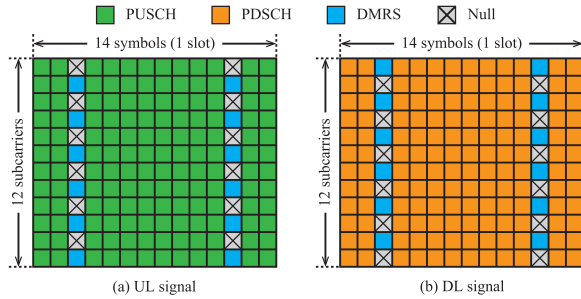 PUSCH PDSCH DMRS Null
14 symbols (1 slot) 14 symbols (1 slot)
12 subcarriers 12 subcarriers
(a) UL signal (b) DL signal